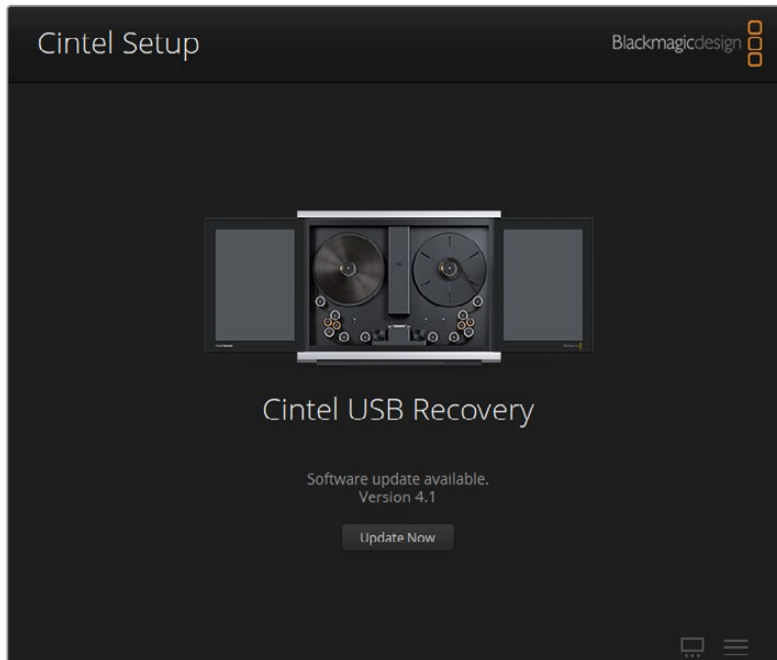 Cintel Setup
Blackmagicdesign
Cintel USB Recovery
Software update available.
Version 4.1
Update Now